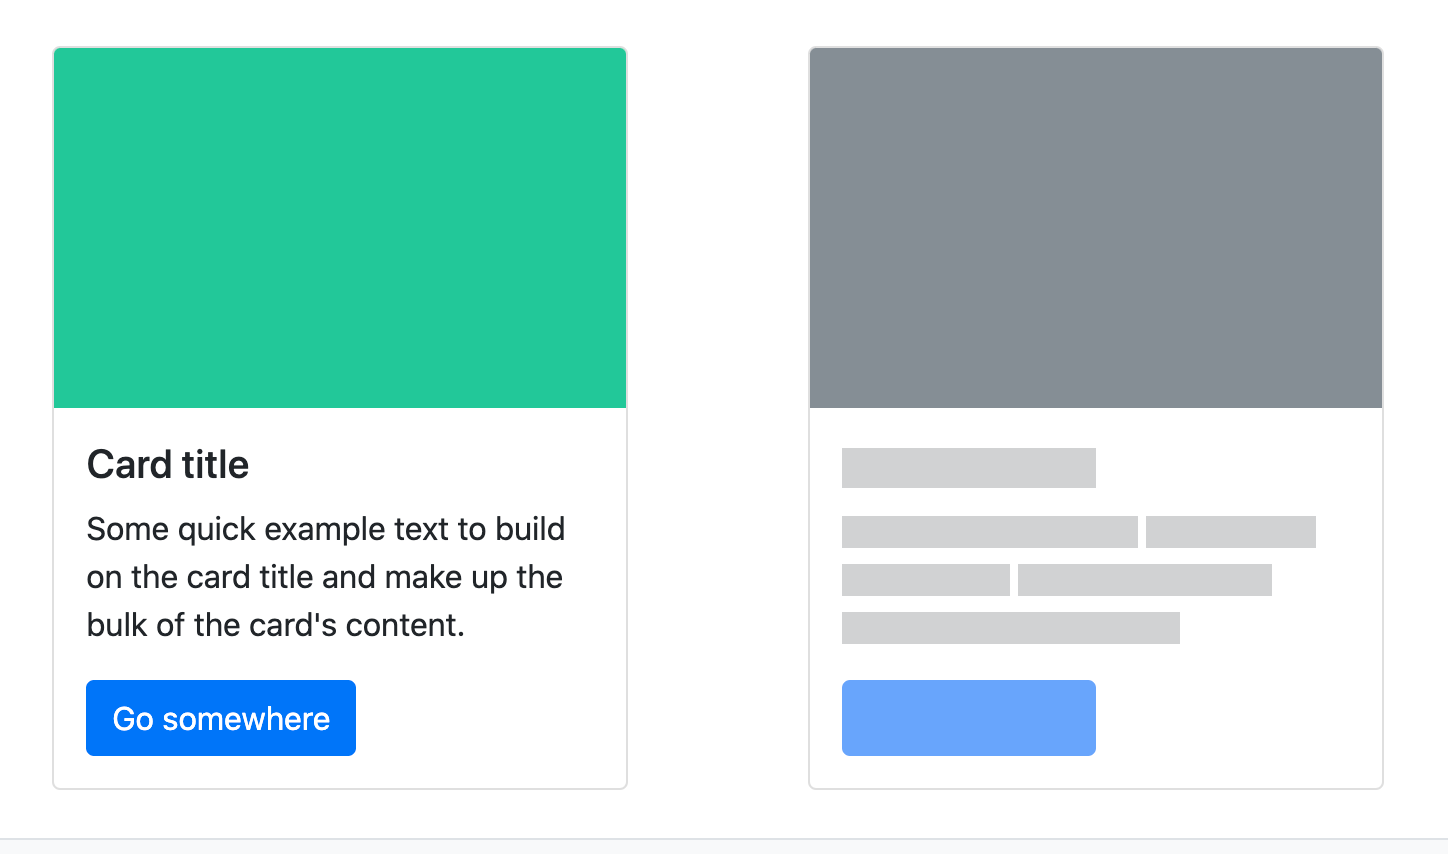 Card title
Some quick example text to build
on the card title and make up the
bulk of the card's content.
Go somewhere